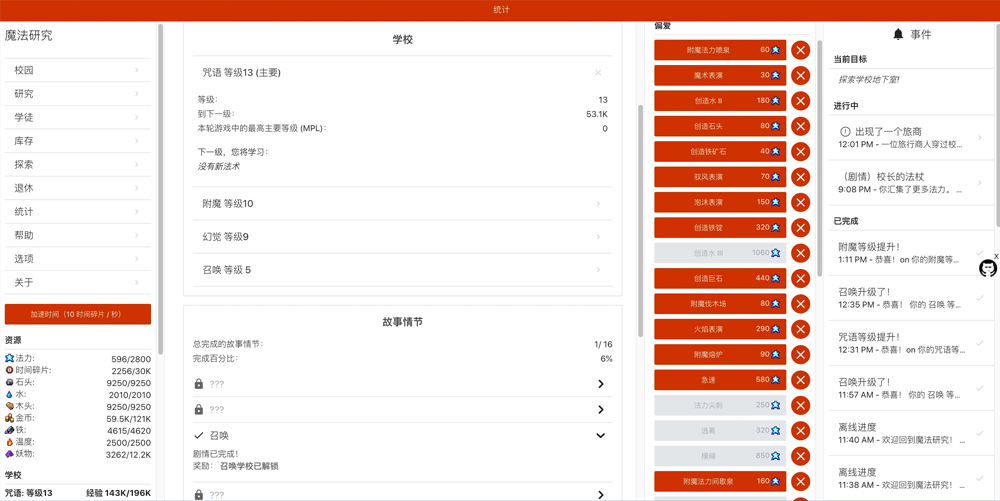 统计
魔法研究
校园
研究
学徒
库存
探索
退休
统计
帮助
选项
关于
加速时间（10 时间碎片 / 秒）
资源
法力: 596/2800
时间碎片: 2256/30K
石头: 9250/9250
水: 2010/2010
木头: 9250/9250
金币: 59.5K/121K
铁: 4615/4620
温度: 2500/2500
妖物: 3262/12.2K
学校
咒语: 等级13 经验 143K/196K
学校
咒语 等级13 (主要)
等级: 13
到下一级: 53.1K
本轮游戏中的最高主要等级 (MPL): 0
下一级，您将学习:
没有新法术
附魔 等级10
幻觉 等级9
召唤 等级 5
故事情节
总完成的故事情节: 1/ 16
完成百分比: 6%
???
???
召唤
剧情已完成!
奖励: 召唤学校已解锁
???
偏爱
附魔法力喷泉 60
魔术表演 30
创造水 II 180
创造石头 80
创造铁矿石 40
驭风表演 70
泡沫表演 150
创造铁锭 320
创造水 III 1060
创造巨石 440
附魔伐木场 80
火焰表演 290
附魔熔炉 90
急速 580
法力尖刺 250
逃离 320
模糊 850
附魔法力间歇泉 160
事件
当前目标
探索学校地下室!
进行中
出现了一个旅商
12:01 PM - 一位旅行商人穿过校...
（剧情）校长的法杖
9:08 PM - 你汇集了更多法力。 ...
已完成
附魔等级提升！
1:11 PM - 恭喜！on 你的附魔等...
召唤升级了！
12:35 PM - 恭喜！ 你的 召唤 等...
咒语等级提升！
12:31 PM - 恭喜！on 你的咒语等...
召唤升级了！
11:57 AM - 恭喜！ 你的 召唤 等...
离线进度
11:40 AM - 欢迎回到魔法研究！ ...
离线进度
11:38 AM - 欢迎回到魔法研究！ ...
X